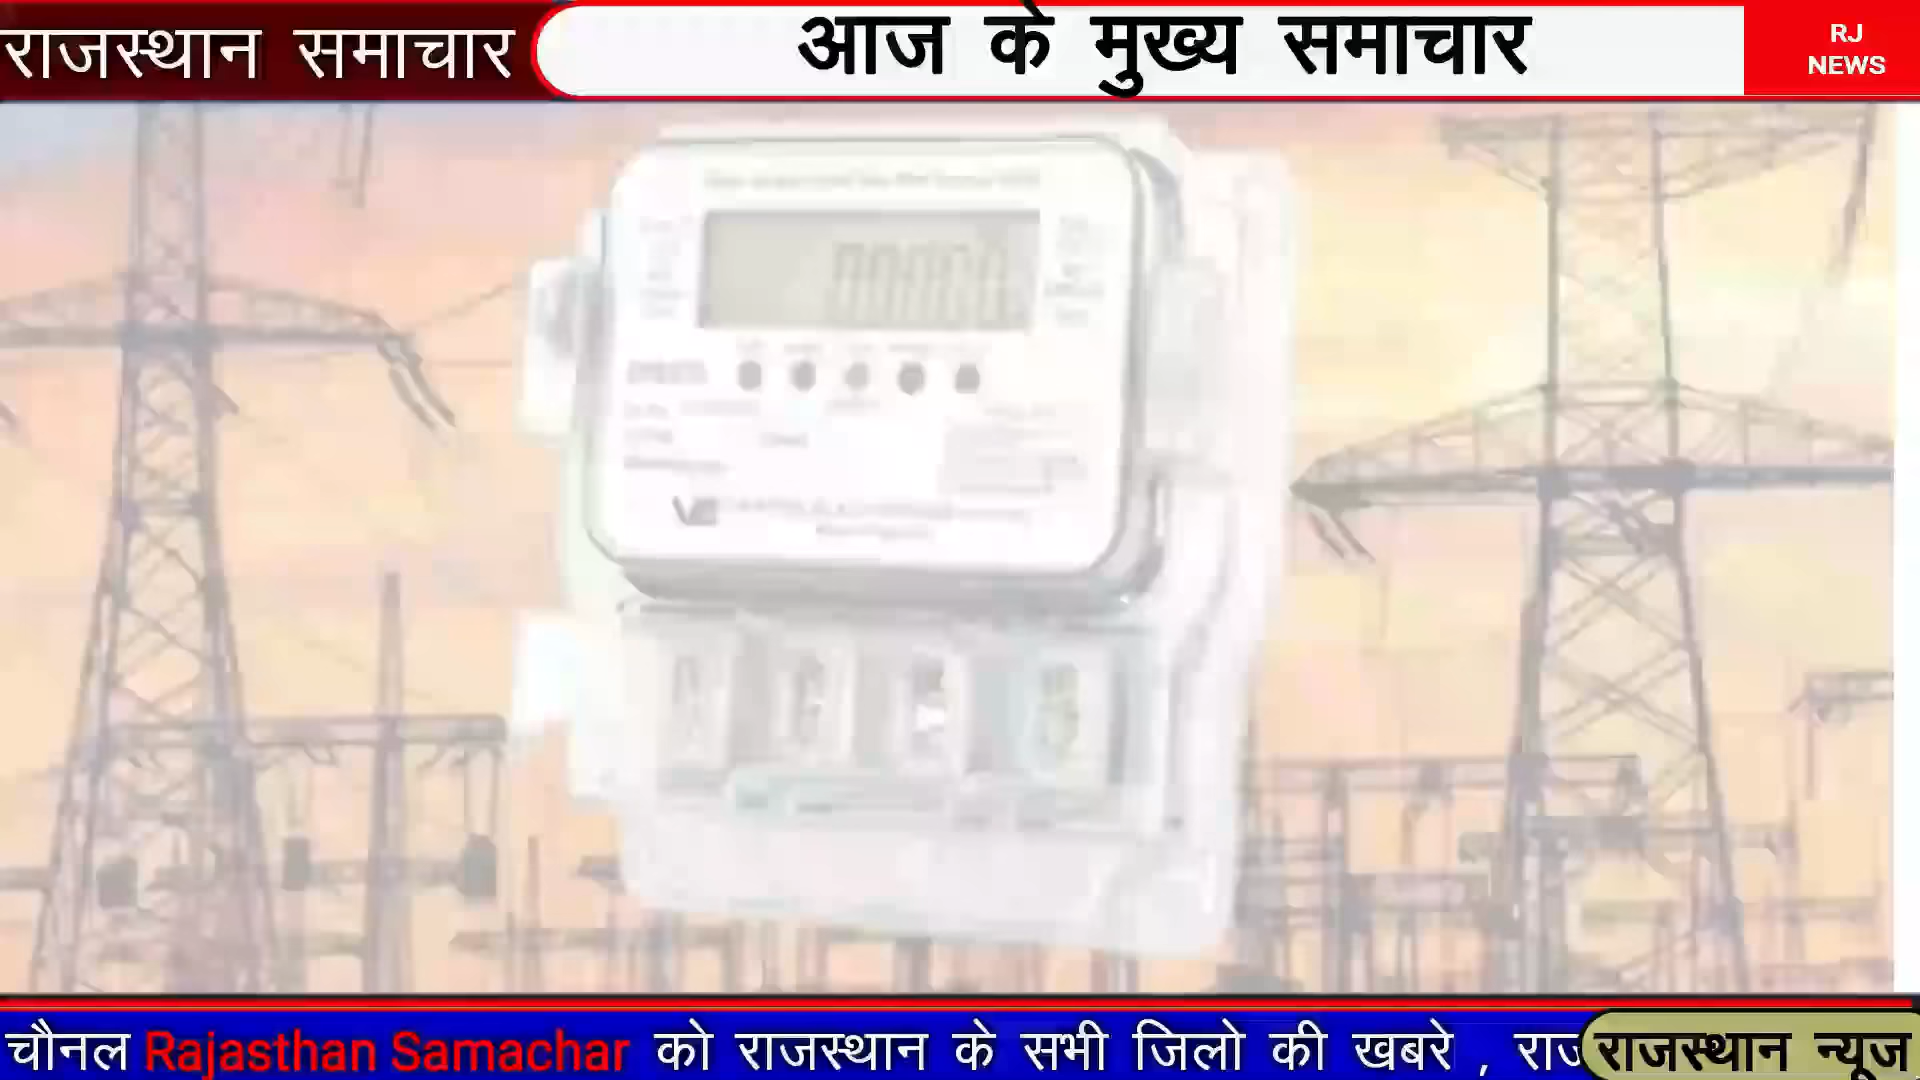 राजस्थान समाचार
आज के मुख्य समाचार
RJ
NEWS
चौनल Rajasthan Samachar को राजस्थान के सभी जिलो की खबरे , राज
राजस्थान न्यूज